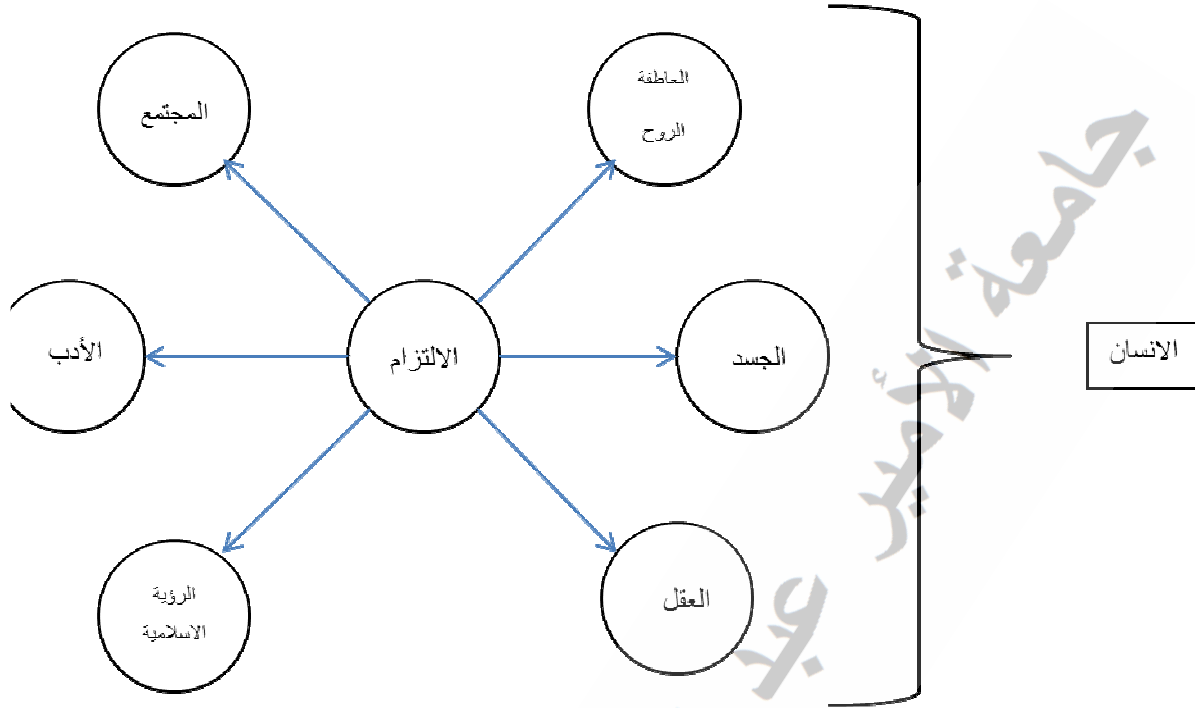 العاطفة
الروح
المجتمع
الانسان
الجسد
الالتزام
الأدب
العقل
الرؤية
الاسلامية
جامعة الأمير عبد